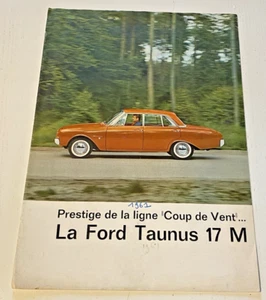 1962
Prestige de la ligne 'Coup de Vent'...
La Ford Taunus 17 M